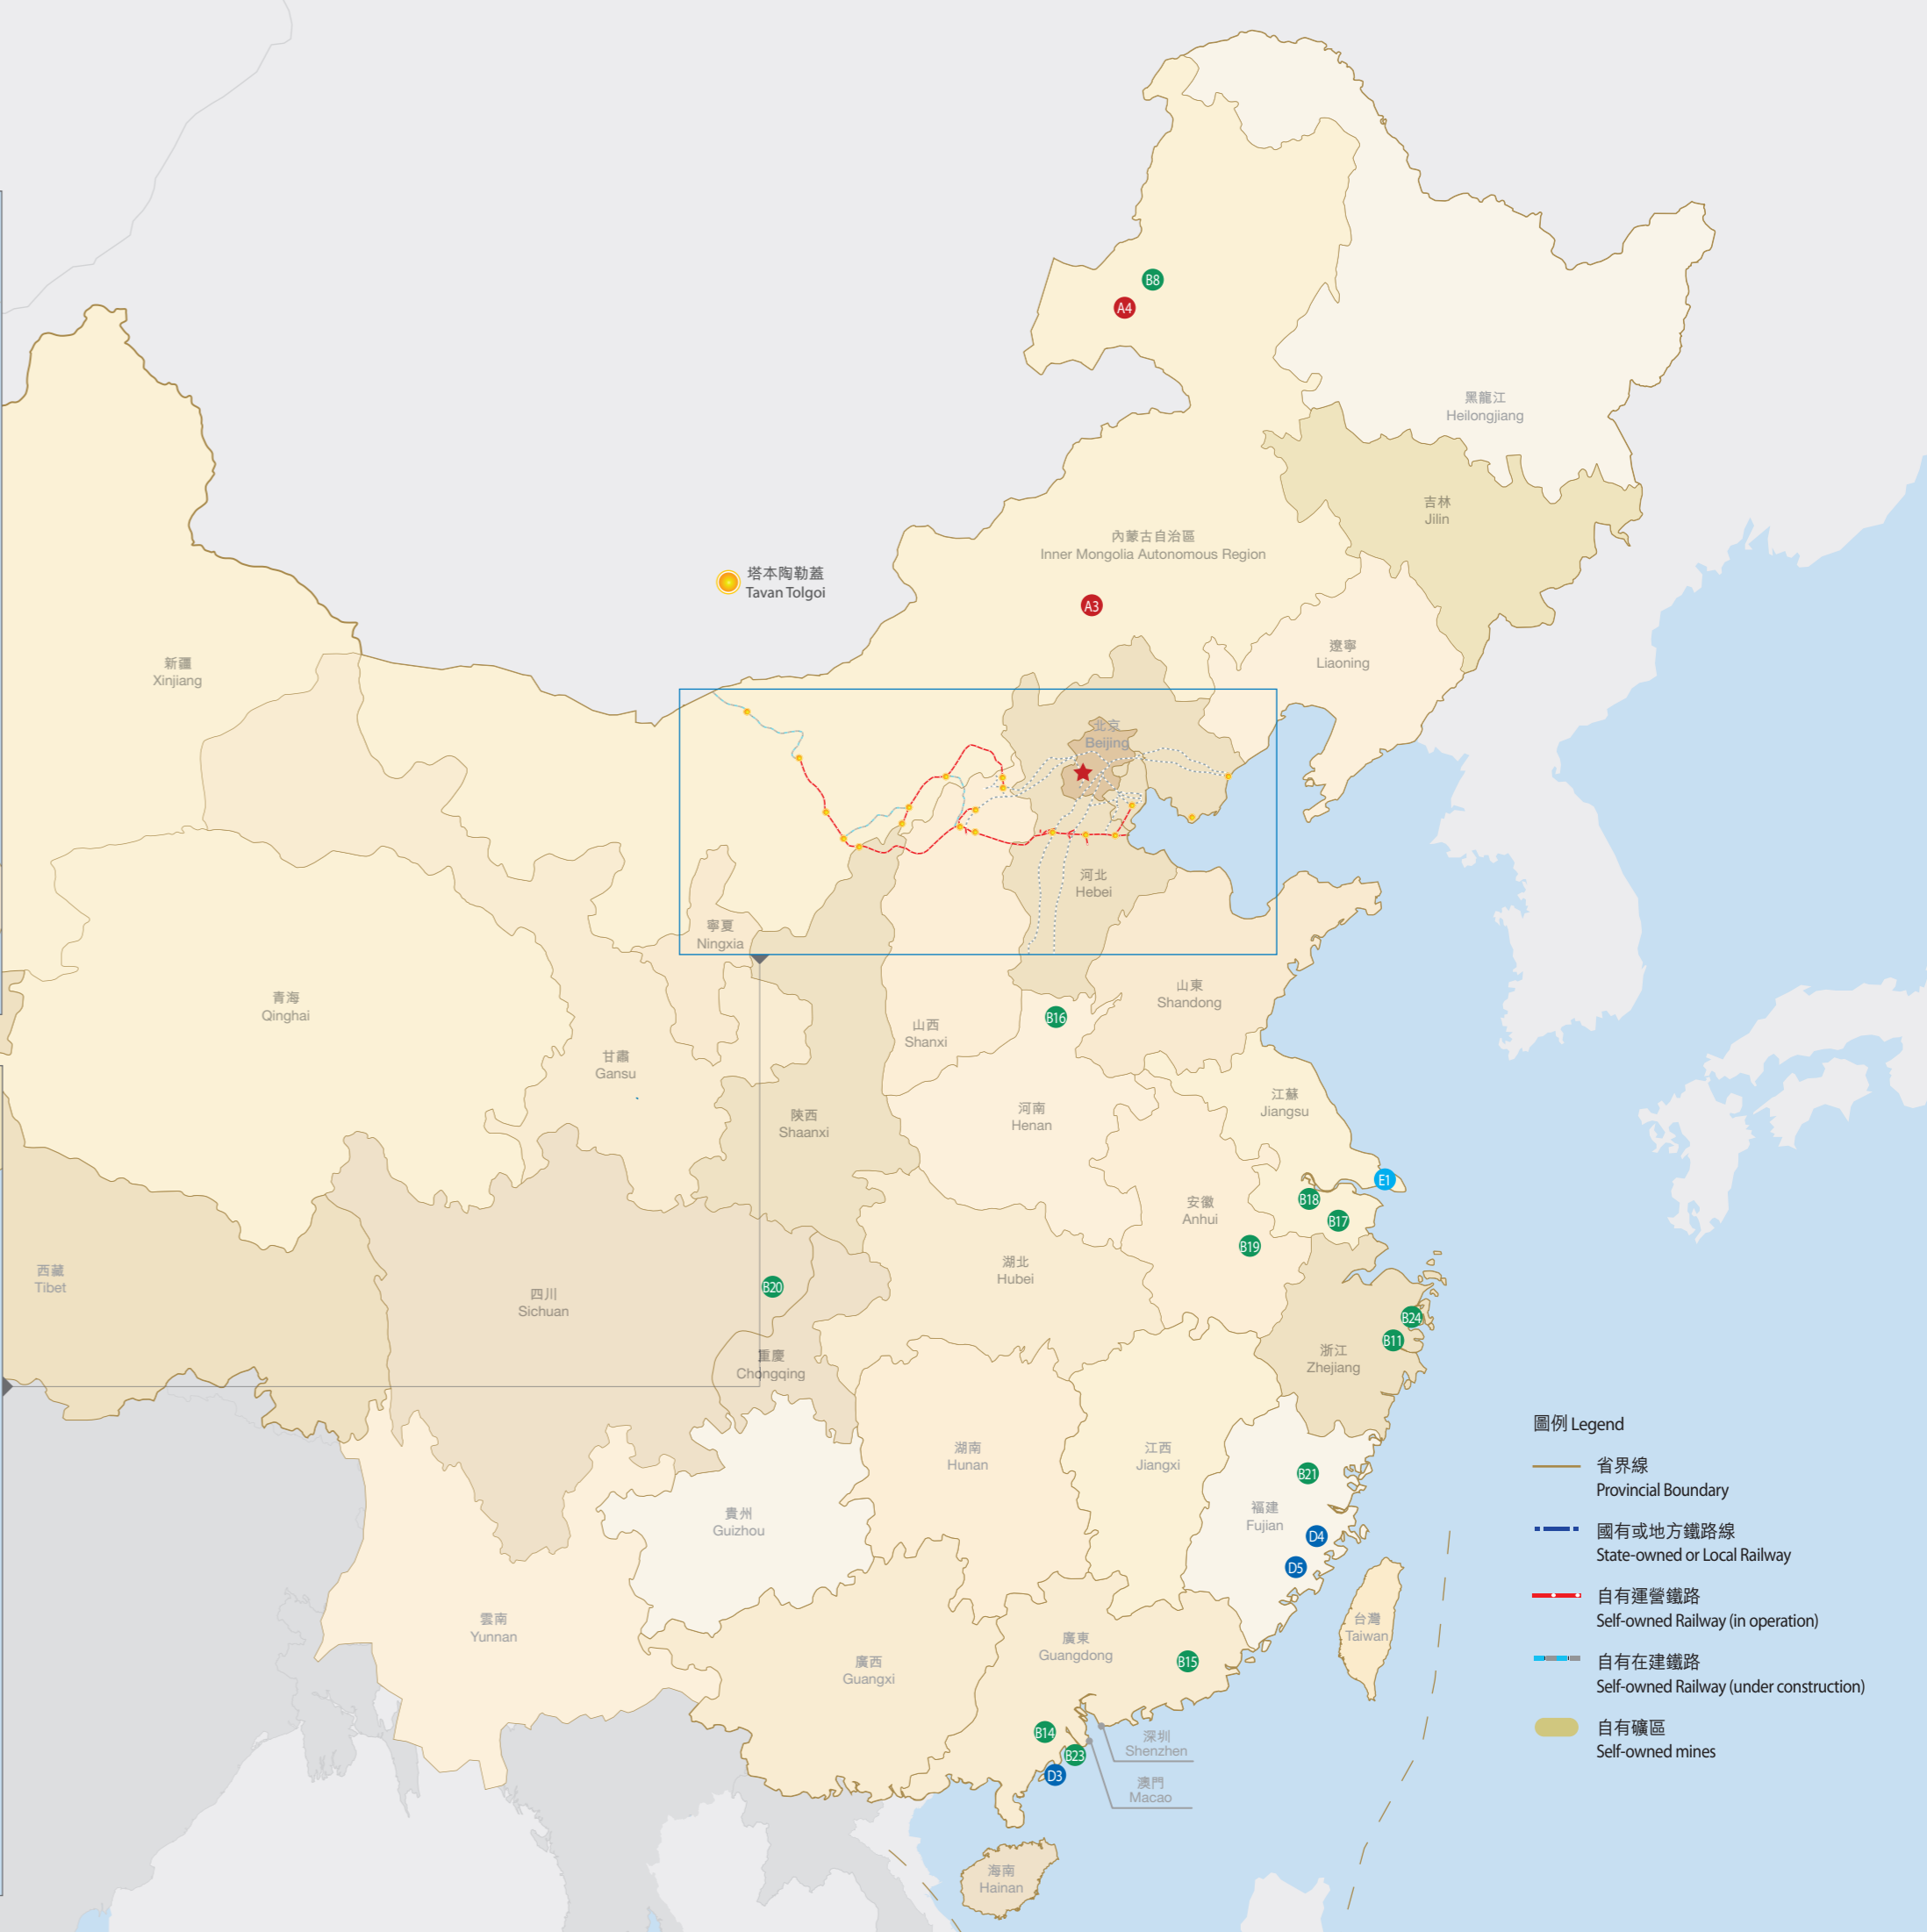 B8
A4
黑龍江
Heilongjiang
吉林
Jilin
內蒙古自治區
Inner Mongolia Autonomous Region
塔本陶勒蓋
Tavan Tolgoi
A3
遼寧
Liaoning
新疆
Xinjiang
北京
Beijing
河北
Hebei
寧夏
Ningxia
青海
Qinghai
山東
Shandong
B16
山西
Shanxi
甘肅
Gansu
江蘇
Jiangsu
河南
Henan
陝西
Shaanxi
E1
B18
安徽
Anhui
B17
B19
西藏
Tibet
湖北
Hubei
B20
四川
Sichuan
B24
B11
浙江
Zhejiang
重慶
Chongqing
圖例 Legend
省界線
Provincial Boundary
國有或地方鐵路線
State-owned or Local Railway
自有運營鐵路
Self-owned Railway (in operation)
自有在建鐵路
Self-owned Railway (under construction)
自有礦區
Self-owned mines
湖南
Hunan
江西
Jiangxi
B21
福建
Fujian
貴州
Guizhou
D4
D5
雲南
Yunnan
台灣
Taiwan
廣東
Guangdong
廣西
Guangxi
B15
B14
B23
D3
深圳
Shenzhen
澳門
Macao
海南
Hainan